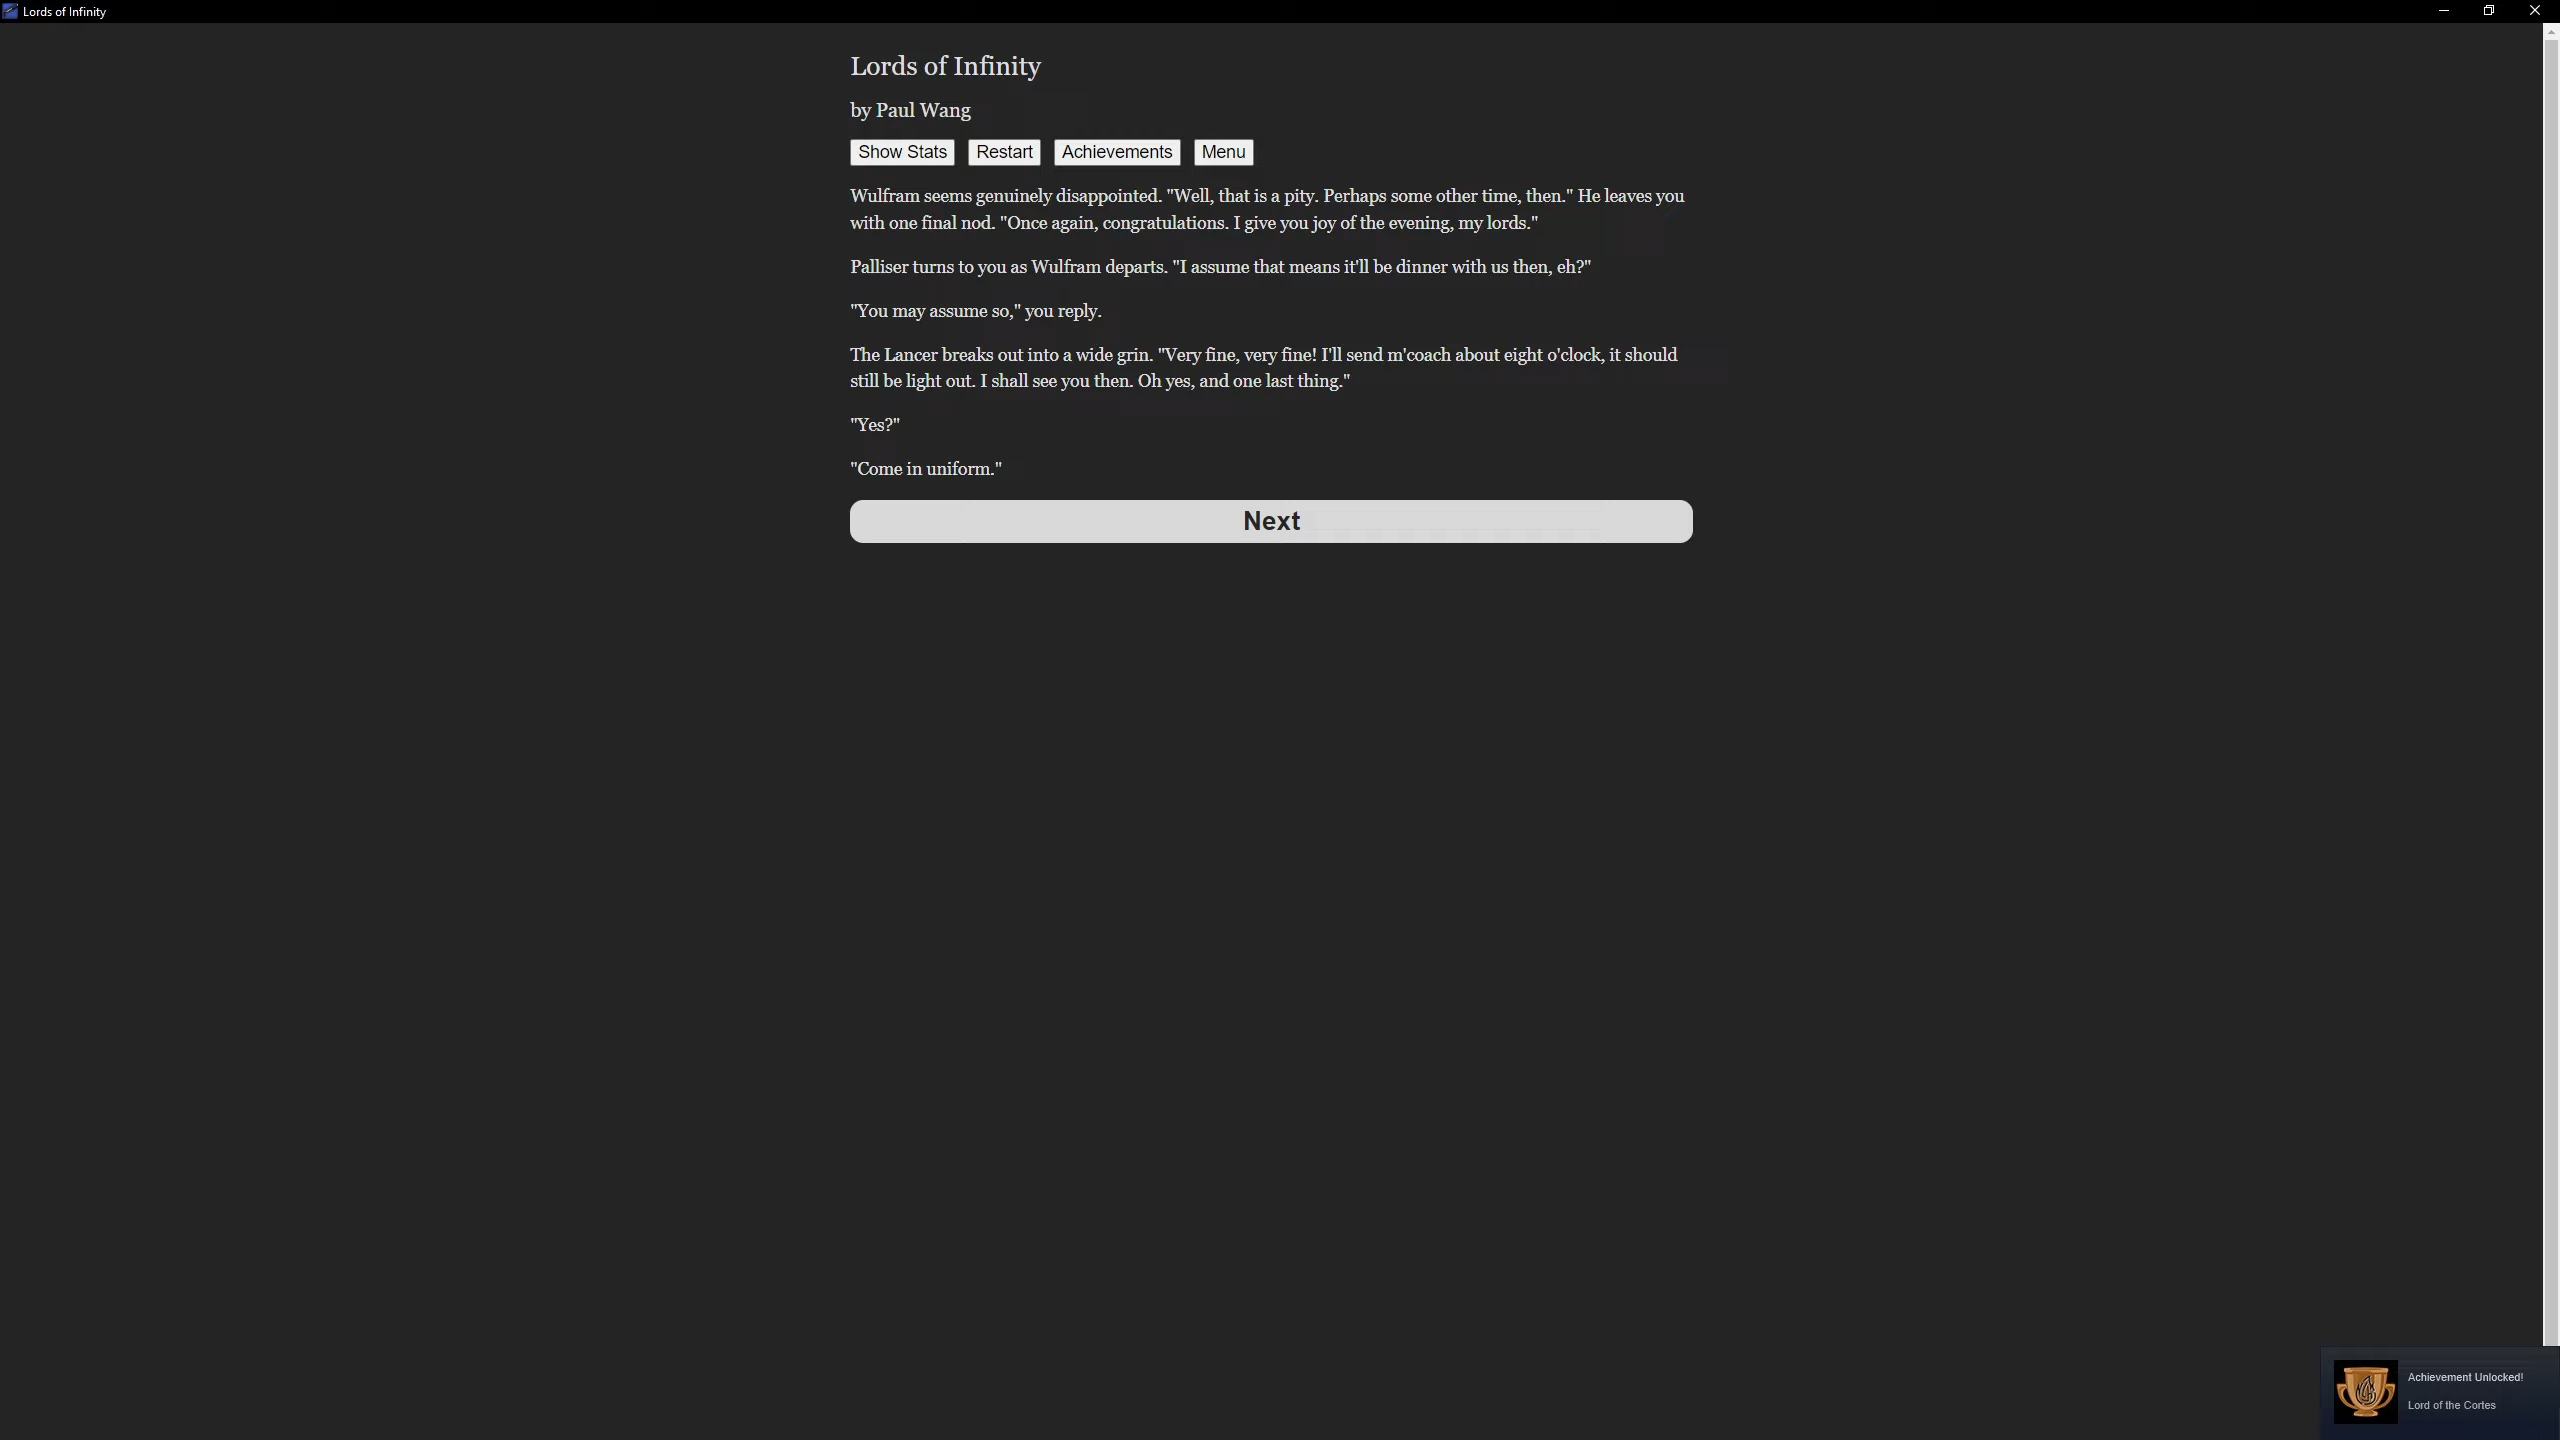 Lords of Infinity
Lords of Infinity
by Paul Wang
Show Stats Restart Achievements Menu
Wulfram seems genuinely disappointed. "Well, that is a pity. Perhaps some other time, then." He leaves you
with one final nod. "Once again, congratulations. I give you joy of the evening, my lords."
Palliser turns to you as Wulfram departs. "I assume that means it'll be dinner with us then, eh?"
"You may assume so," you reply.
The Lancer breaks out into a wide grin. "Very fine, very fine! I'll send m'coach about eight o'clock, it should
still be light out. I shall see you then. Oh yes, and one last thing."
"Yes?"
"Come in uniform."
Next
Achievement Unlocked!
Lord of the Cortes